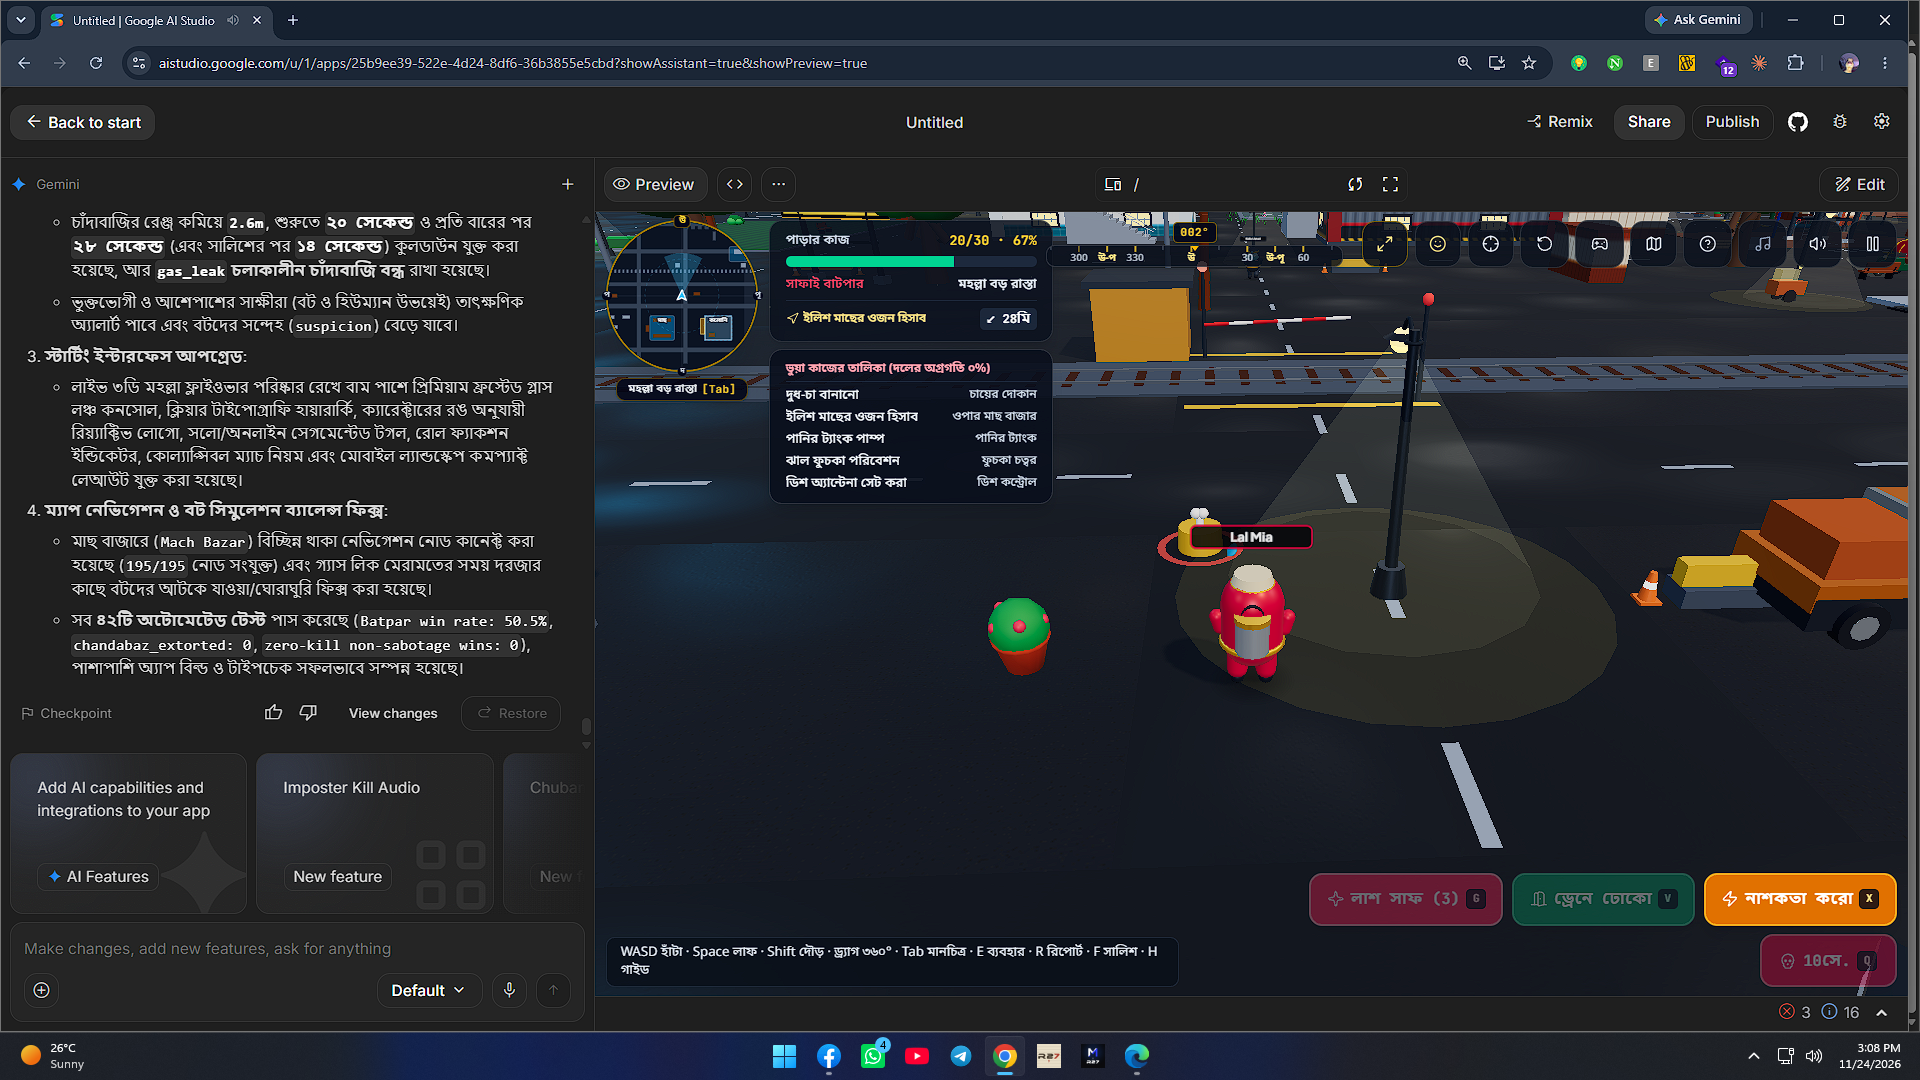 Untitled | Google AI Studio
Ask Gemini
aistudio.google.com/u/1/apps/25b9ee39-522e-4d24-8df6-36b3855e5cbd?showAssistant=true&showPreview=true
12
Back to start
Untitled
Remix
Share
Publish
Gemini
Preview
/
Edit
চাঁদাবাজির রেঞ্জ কমিয়ে 2.6m, শুরুতে ২০ সেকেন্ড ও প্রতি বারের পর
২৮ সেকেন্ড (এবং সালিশের পর ১৪ সেকেন্ড) কুলডাউন যুক্ত করা
হয়েছে, আর gas_leak চলাকালীন চাঁদাবাজি বন্ধ রাখা হয়েছে।
ভুক্তভোগী ও আশেপাশের সাক্ষীরা (বট ও হিউম্যান উভয়েই) তাৎক্ষণিক
অ্যালার্ট পাবে এবং বটদের সন্দেহ (suspicion) বেড়ে যাবে।
3. স্টার্টিং ইন্টারফেস আপগ্রেড:
লাইভ ৩ডি মহল্লা ফ্লাইওভার পরিষ্কার রেখে বাম পাশে প্রিমিয়াম ফ্রস্টেড গ্লাস
লঞ্চ কনসোল, ক্লিয়ার টাইপোগ্রাফি হায়ারার্কি, ক্যারেক্টারের রঙ অনুযায়ী
রিয়্যাক্টিভ লোগো, সলো/অনলাইন সেগমেন্টেড টগল, রোল ফ্যাকশন
ইন্ডিকেটর, কোল্যাপ্সিবল ম্যাচ নিয়ম এবং মোবাইল ল্যান্ডস্কেপ কমপ্যাক্ট
লেআউট যুক্ত করা হয়েছে।
4. ম্যাপ নেভিগেশন ও বট সিমুলেশন ব্যালেন্স ফিক্স:
মাছ বাজারে (Mach Bazar) বিচ্ছিন্ন থাকা নেভিগেশন নোড কানেক্ট করা
হয়েছে (195/195 নোড সংযুক্ত) এবং গ্যাস লিক মেরামতের সময় দরজার
কাছে বটদের আটকে যাওয়া/ঘোরাঘুরি ফিক্স করা হয়েছে।
সব ৪২টি অটোমেটেড টেস্ট পাস করেছে (Batpar win rate: 50.5%,
chandabaz_extorted: 0, zero-kill non-sabotage wins: 0),
পাশাপাশি অ্যাপ বিল্ড ও টাইপচেক সফলভাবে সম্পন্ন হয়েছে।
Checkpoint
View changes
Restore
Add AI capabilities and
integrations to your app
AI Features
Imposter Kill Audio
New feature
Make changes, add new features, ask for anything
Default
উ
প
পূ
দ
মহল্লা বড় রাস্তা [Tab]
পাড়ার কাজ
20/30 · 67%
সাফাই বাটপার
মহল্লা বড় রাস্তা
ইলিশ মাছের ওজন হিসাব
↙ 28মি
ভুয়া কাজের তালিকা (দলের অগ্রগতি ০%)
দুধ-চা বানানো
চায়ের দোকান
ইলিশ মাছের ওজন হিসাব
ওপার মাছ বাজার
পানির ট্যাংক পাম্প
পানির ট্যাংক
ঝাল ফুচকা পরিবেশন
ফুচকা চত্বর
ডিশ অ্যান্টেনা সেট করা
ডিশ কন্ট্রোল
002°
300 উ-প 330 উ 30 উ-পূ 60
Lal Mia
লাশ সাফ (3) G
ড্রেনে ঢোকো V
নাশকতা করো X
10সে. Q
WASD হাঁটা · Space লাফ · Shift দৌড় · ড্র্যাগ ৩৬০° · Tab মানচিত্র · E ব্যবহার · R রিপোর্ট · F সালিশ · H
গাইড
3 16
26°C
Sunny
4
R27
M
R27
3:08 PM
11/24/2026